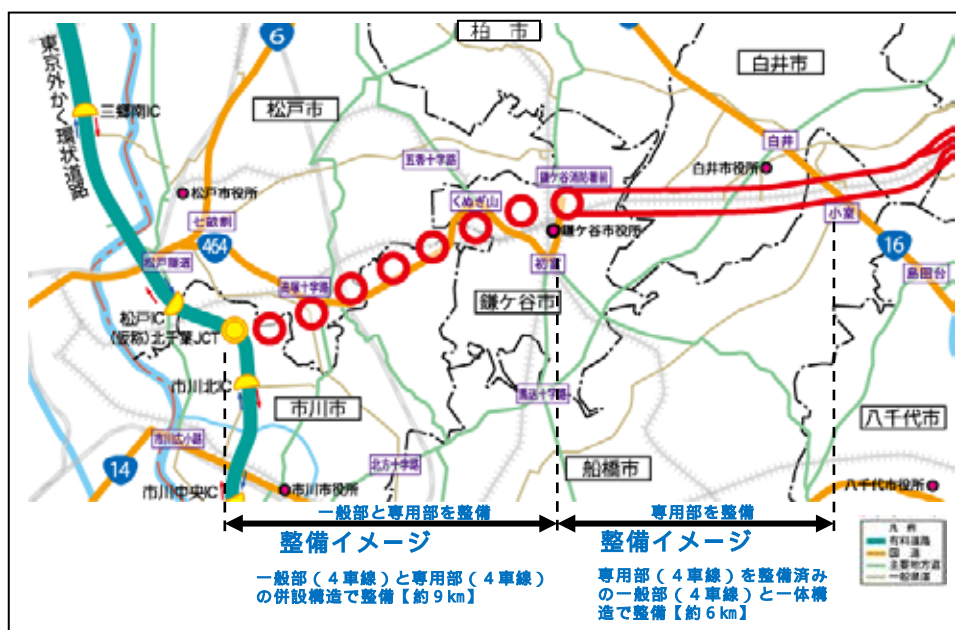 柏市
6
白井市
東京外かく環状道路
三郷南IC
松戸市
白井
五香十字路
鎌ケ谷消防署前
白井市役所
松戸市役所
くぬぎ山
七畝割
小室
鎌ケ谷市役所
464
16
松戸隧道
初富
島田台
高塚十字路
鎌ケ谷市
松戸IC
(仮称)北千葉JCT
市川北IC
馬込十字路
市川市
八千代市
市川広小路
北方十字路
船橋市
14
市川市役所
八千代市役所
市川中央IC
一般部と専用部を整備
専用部を整備
凡例
有料道路
国道
主要地方道
一般県道
整備イメージ
整備イメージ
一般部(4車線)と専用部(4車線)
の併設構造で整備【約9km】
専用部(4車線)を整備済み
の一般部(4車線)と一体構
造で整備【約6km】